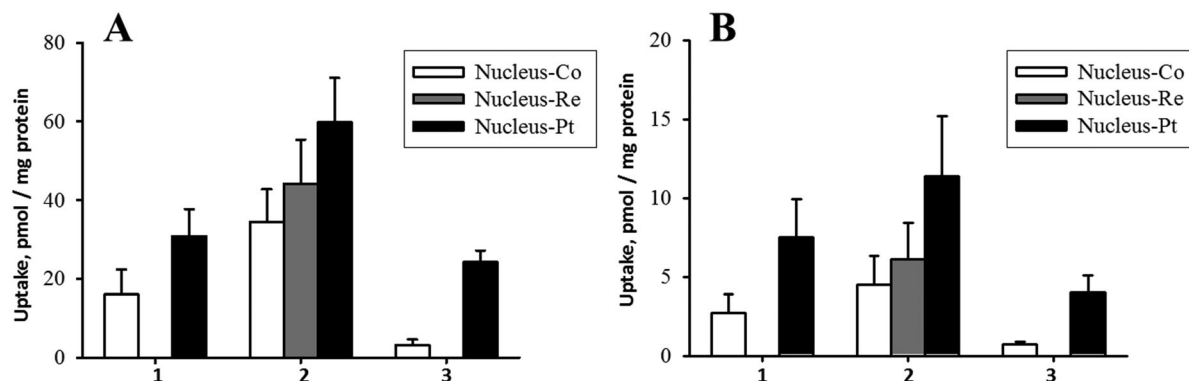 A
Uptake, pmol / mg protein
80
60
40
20
0
Nucleus-Co
Nucleus-Re
Nucleus-Pt
1 2 3
B
Uptake, pmol / mg protein
20
15
10
5
0
Nucleus-Co
Nucleus-Re
Nucleus-Pt
1 2 3